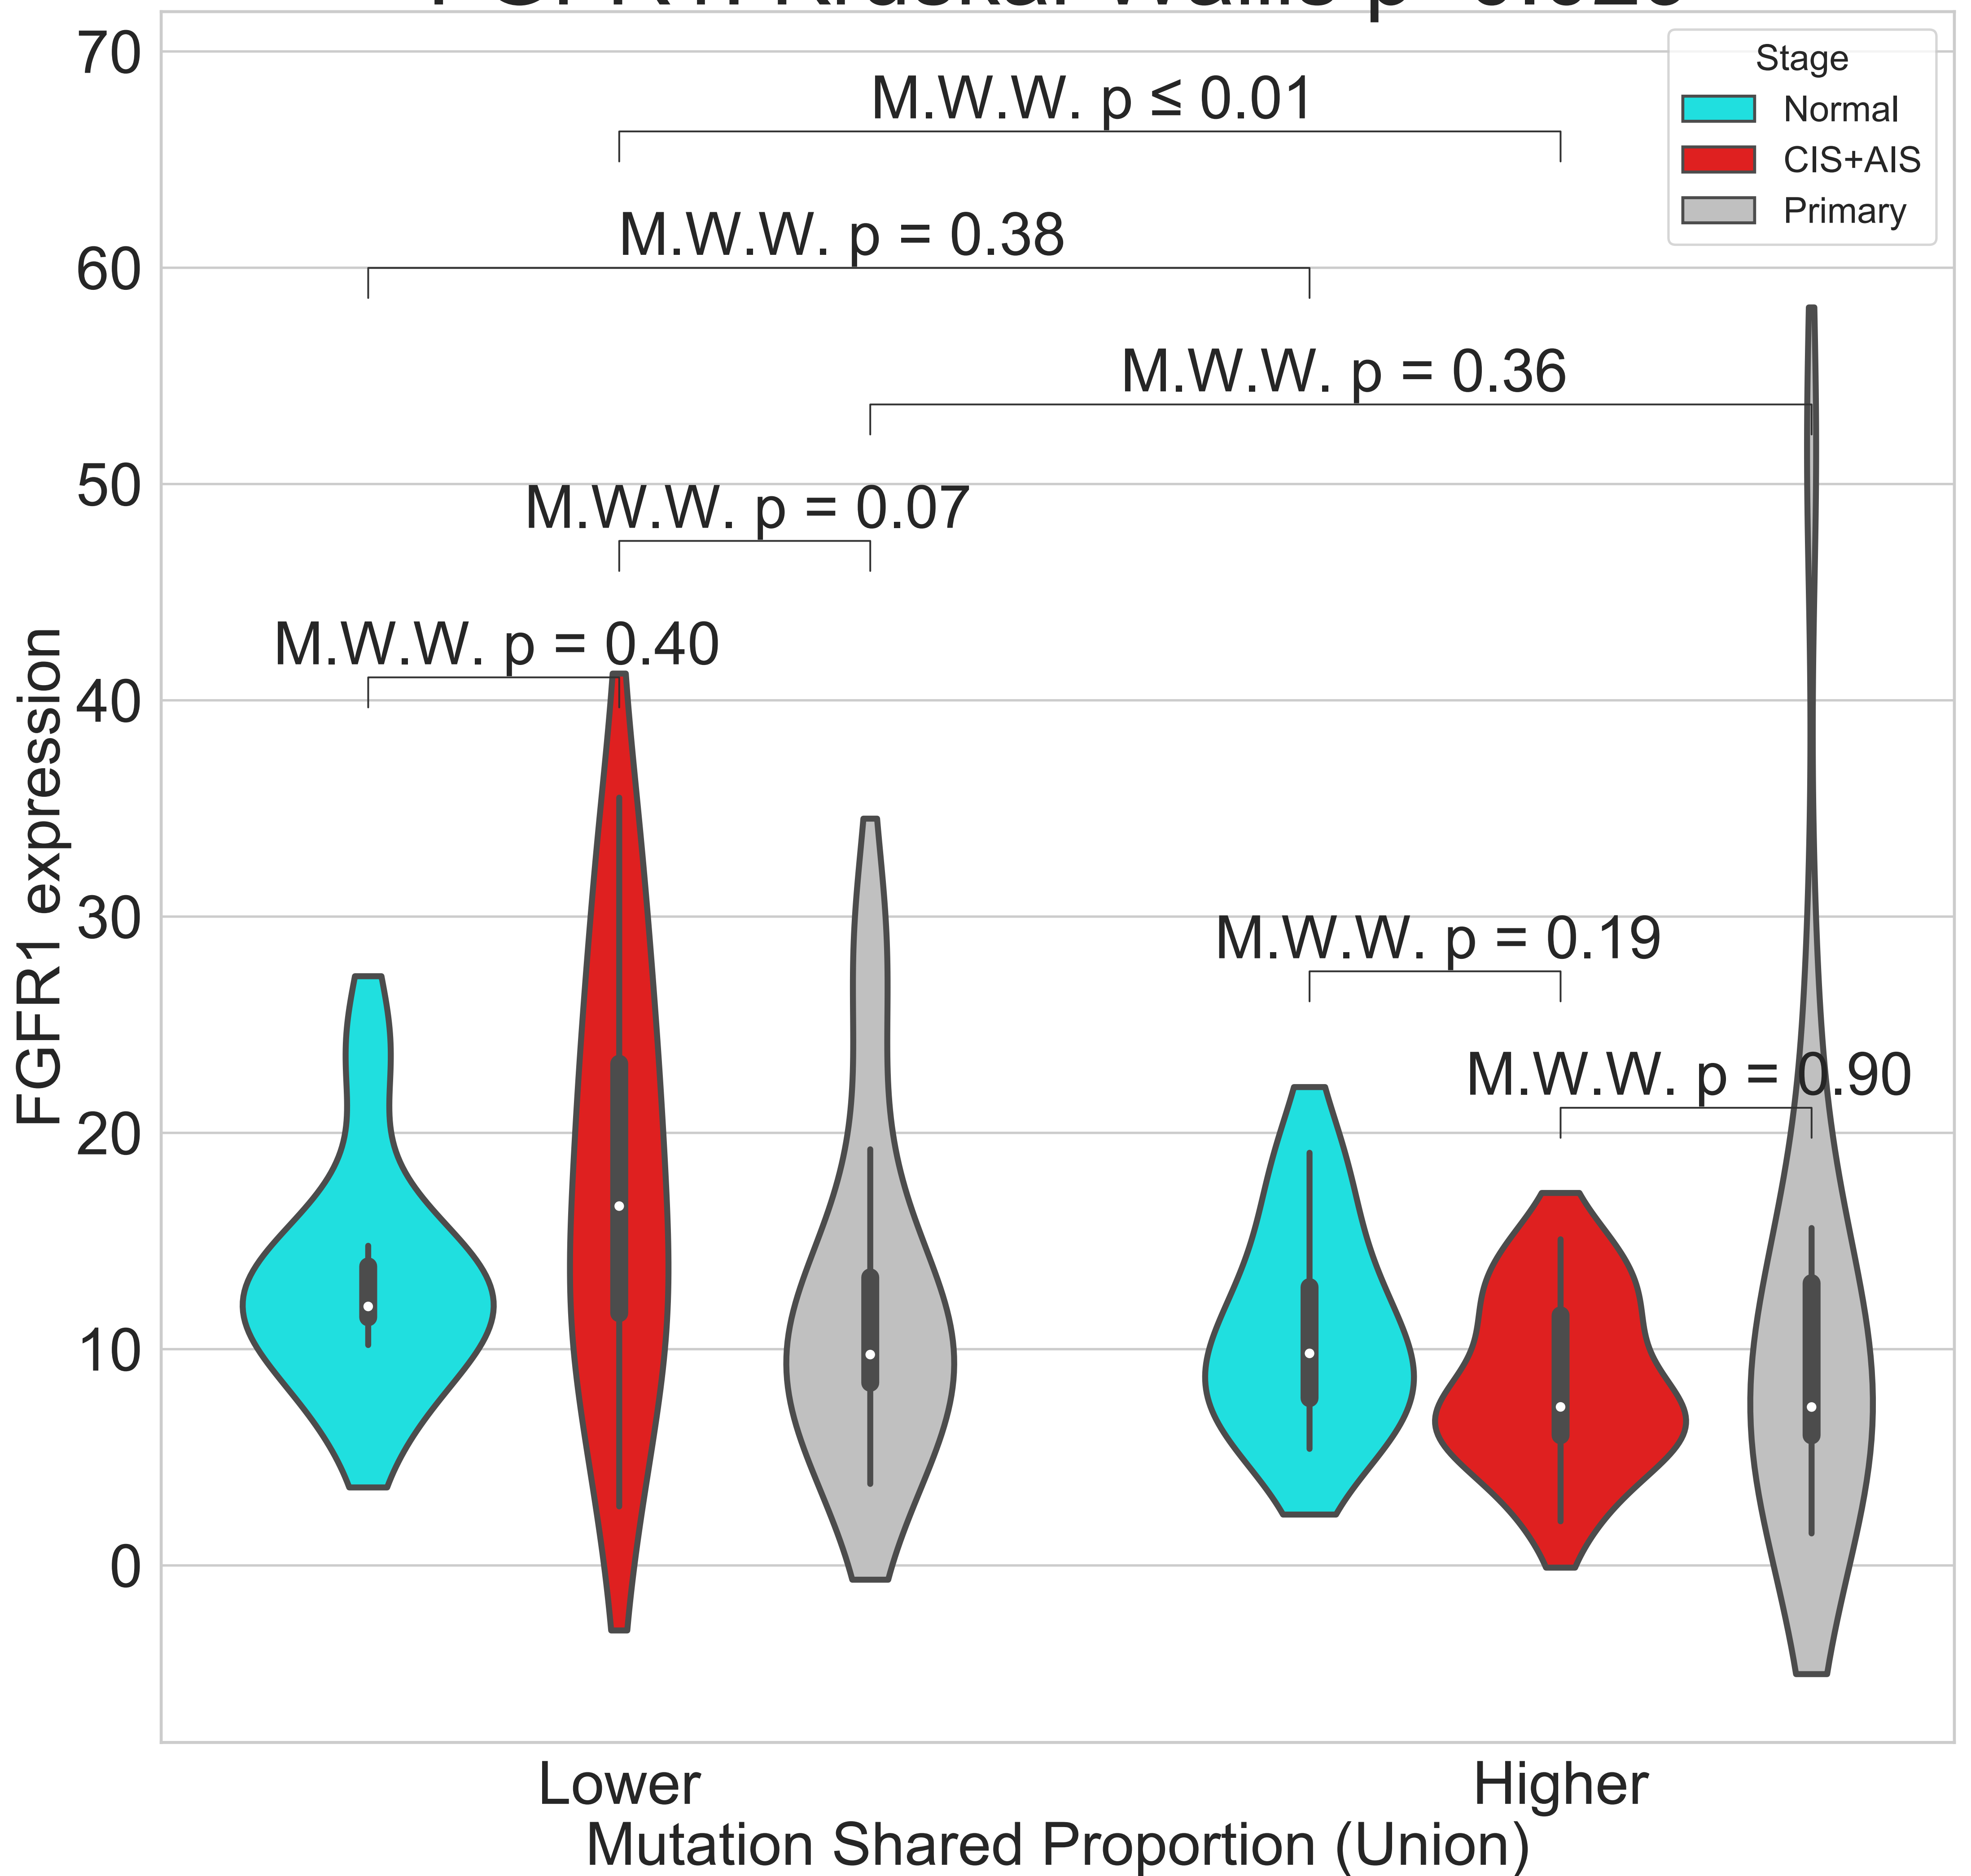 70
60
50
40
30
20
10
0
FGFR1 expression
Stage
Normal
CIS+AIS
Primary
M.W.W. p ≤ 0.01
M.W.W. p = 0.38
M.W.W. p = 0.36
M.W.W. p = 0.07
M.W.W. p = 0.40
M.W.W. p = 0.19
M.W.W. p = 0.90
Lower
Higher
Mutation Shared Proportion (Union)